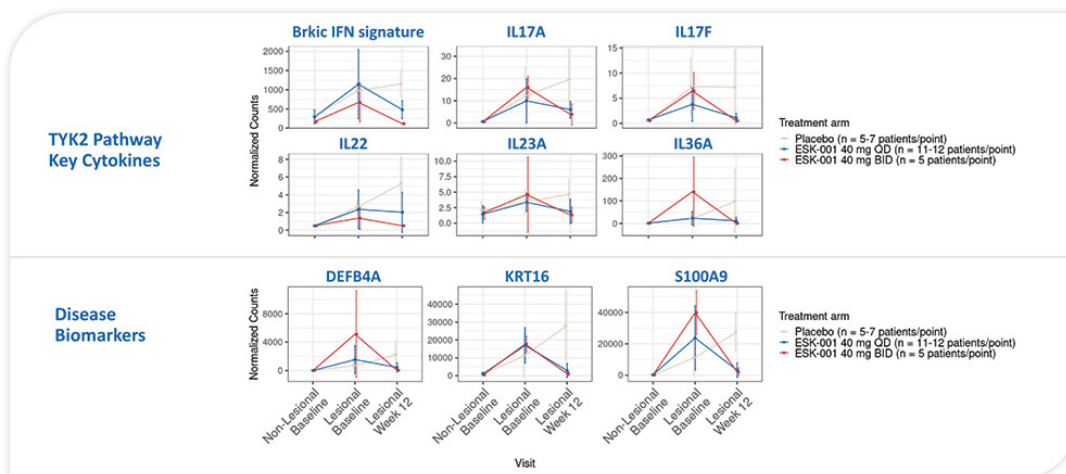 Brkic IFN signature
IL17A
IL17F
2000
1500
1000
500
0
30
20
10
0
15
10
5
0
TYK2 Pathway
Key Cytokines
Normalized Counts
IL22
IL23A
IL36A
8
6
4
2
0
10.0
7.5
5.0
2.5
0.0
300
200
100
0
Treatment arm
Placebo (n = 5-7 patients/point)
ESK-001 40 mg QD (n = 11-12 patients/point)
ESK-001 40 mg BID (n = 5 patients/point)
Disease
Biomarkers
Normalized Counts
DEFB4A
KRT16
S100A9
8000
4000
0
40000
30000
20000
10000
0
40000
20000
0
Treatment arm
Placebo (n = 5-7 patients/point)
ESK-001 40 mg QD (n = 11-12 patients/point)
ESK-001 40 mg BID (n = 5 patients/point)
Non-Lesional
Baseline
Lesional
Baseline
Lesional
Week 12
Non-Lesional
Baseline
Lesional
Baseline
Lesional
Week 12
Non-Lesional
Baseline
Lesional
Baseline
Lesional
Week 12
Visit